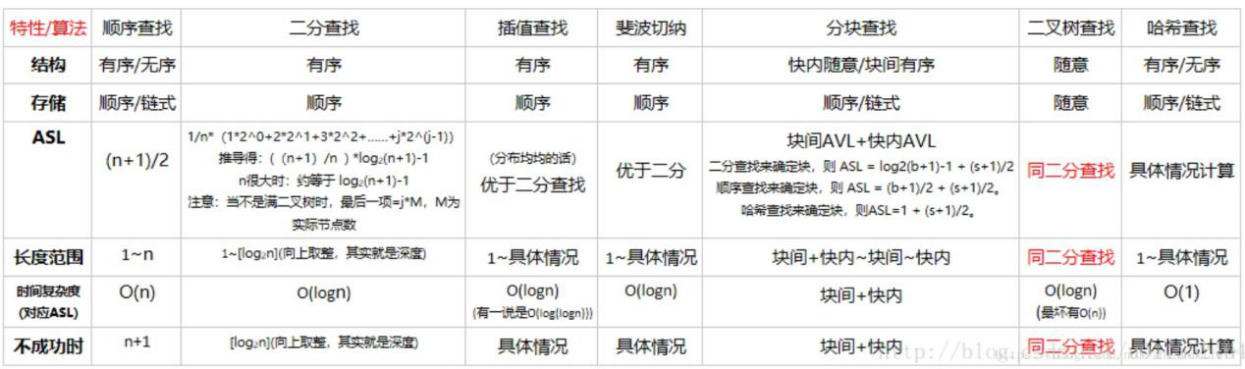 特性/算法 顺序查找 二分查找 插值查找 斐波切纳 分块查找 二叉树查找 哈希查找
结构 有序/无序 有序 有序 有序 快内随意/块间有序 随意 有序/无序
存储 顺序/链式 顺序 顺序 顺序 顺序/链式 随意 顺序/链式
ASL
(n+1)/2
1/n*（1*2^0+2*2^1+3*2^2+……+j*2^(j-1)）
推导得：(（n+1）/n ）*log₂(n+1)-1
n很大时：约等于 log₂(n+1)-1
注意：当不是满二叉树时，最后一项=j*M，M为
实际节点数
(分布均均的话)
优于二分查找
优于二分
块间AVL+快内AVL
二分查找来确定块，则 ASL = log2(b+1)-1 + (s+1)/2
顺序查找来确定块，则 ASL = (b+1)/2 + (s+1)/2。
哈希查找来确定块，则ASL=1 + (s+1)/2。
同二分查找
具体情况计算
长度范围 1~n 1~[log₂n](向上取整，其实就是深度) 1~具体情况 1~具体情况 块间+快内~块间~快内 同二分查找 1~具体情况
时间复杂度
(对应ASL)
O(n)
O(logn)
O(logn)
(有一说是O(log(logn)))
O(logn)
块间+快内
O(logn)
(是坏有O(n))
O(1)
不成功时 n+1 [log₂n](向上取整，其实就是深度) 具体情况 具体情况 块间+快内 同二分查找 具体情况计算